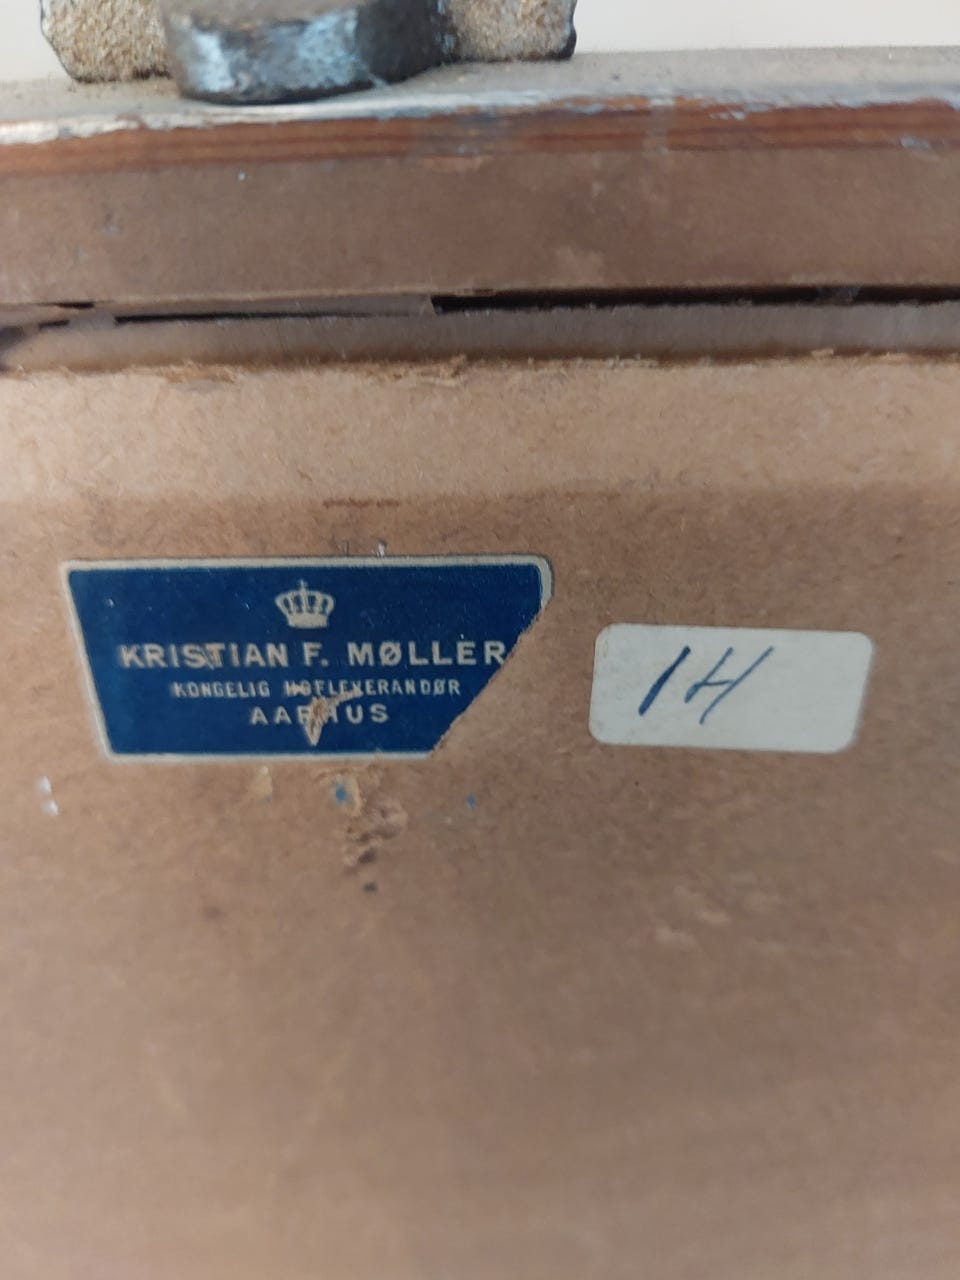 KRISTIAN F. MØLLER
KONGELIG HOFLEVERANDØR
AARHUS
14